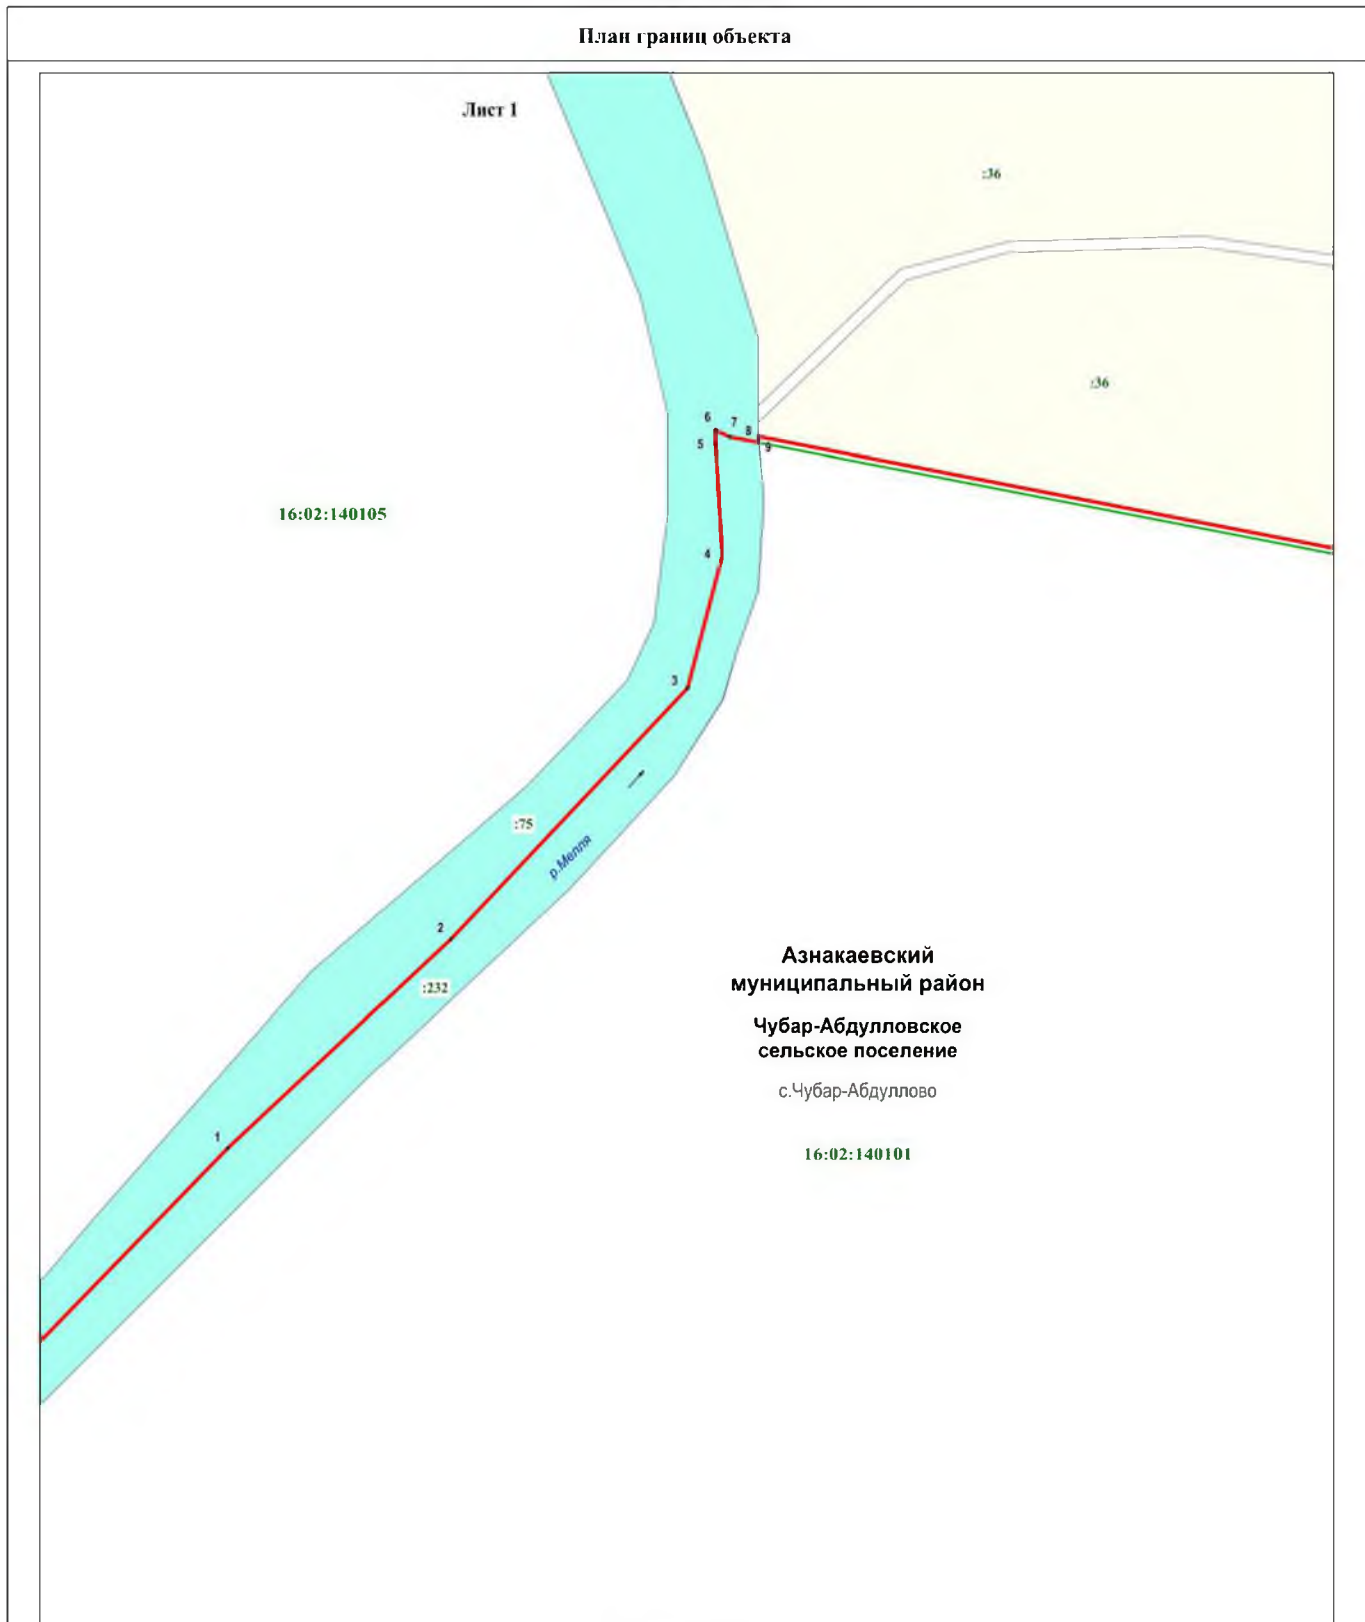 План границ объекта
Лист 1
:36
:36
6
7
8
5
9
16:02:140105
4
3
:75
р.Мелля
2
:232
Азнакаевский
муниципальный район
Чубар-Абдулловское
сельское поселение
с.Чубар-Абдуллово
1
16:02:140101